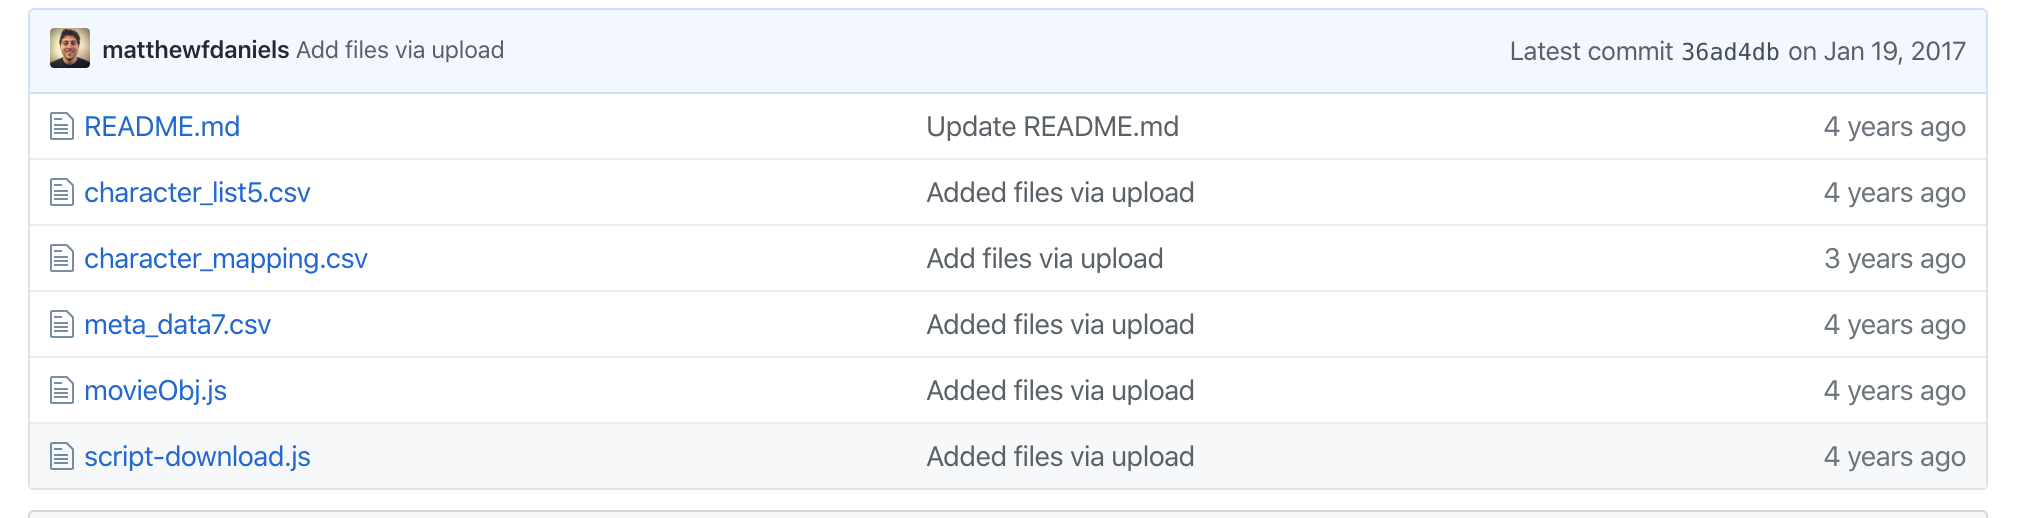 matthewfdaniels Add files via upload Latest commit 36ad4db on Jan 19, 2017
README.md Update README.md 4 years ago
character_list5.csv Added files via upload 4 years ago
character_mapping.csv Add files via upload 3 years ago
meta_data7.csv Added files via upload 4 years ago
movieObj.js Added files via upload 4 years ago
script-download.js Added files via upload 4 years ago